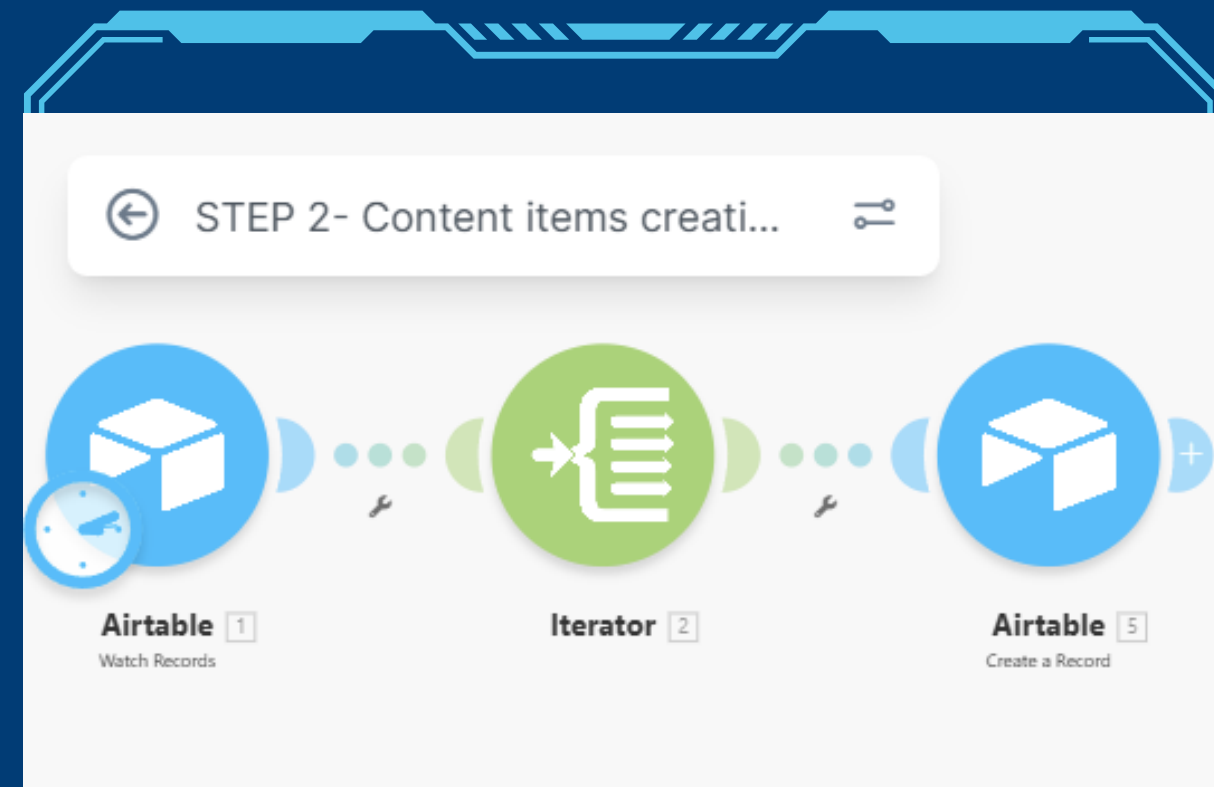 STEP 2- Content items creati...
Airtable 1
Watch Records
Iterator 2
Airtable 5
Create a Record